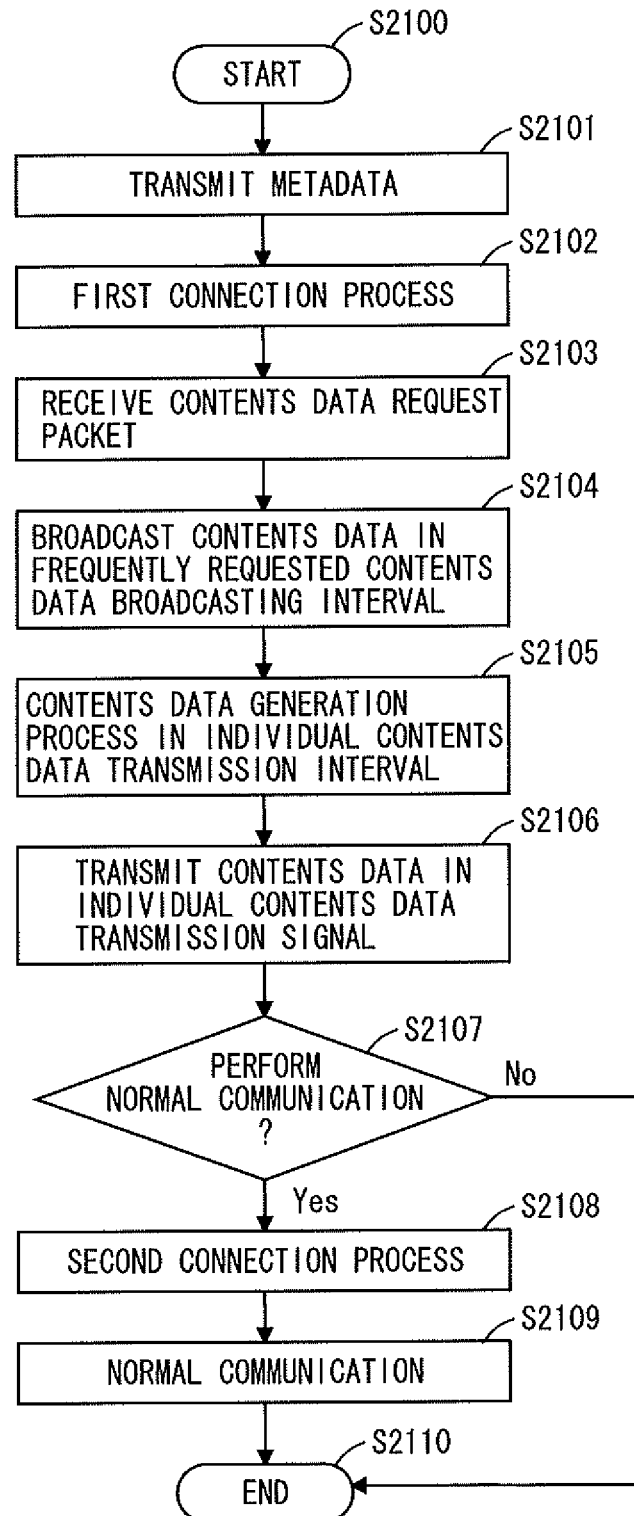 S2100
START
S2101
TRANSMIT METADATA
S2102
FIRST CONNECTION PROCESS
S2103
RECEIVE CONTENTS DATA REQUEST
PACKET
S2104
BROADCAST CONTENTS DATA IN
FREQUENTLY REQUESTED CONTENTS
DATA BROADCASTING INTERVAL
S2105
CONTENTS DATA GENERATION
PROCESS IN INDIVIDUAL CONTENTS
DATA TRANSMISSION INTERVAL
S2106
TRANSMIT CONTENTS DATA IN
INDIVIDUAL CONTENTS DATA
TRANSMISSION SIGNAL
S2107
PERFORM
NORMAL COMMUNICATION
?
No
Yes
S2108
SECOND CONNECTION PROCESS
S2109
NORMAL COMMUNICATION
S2110
END